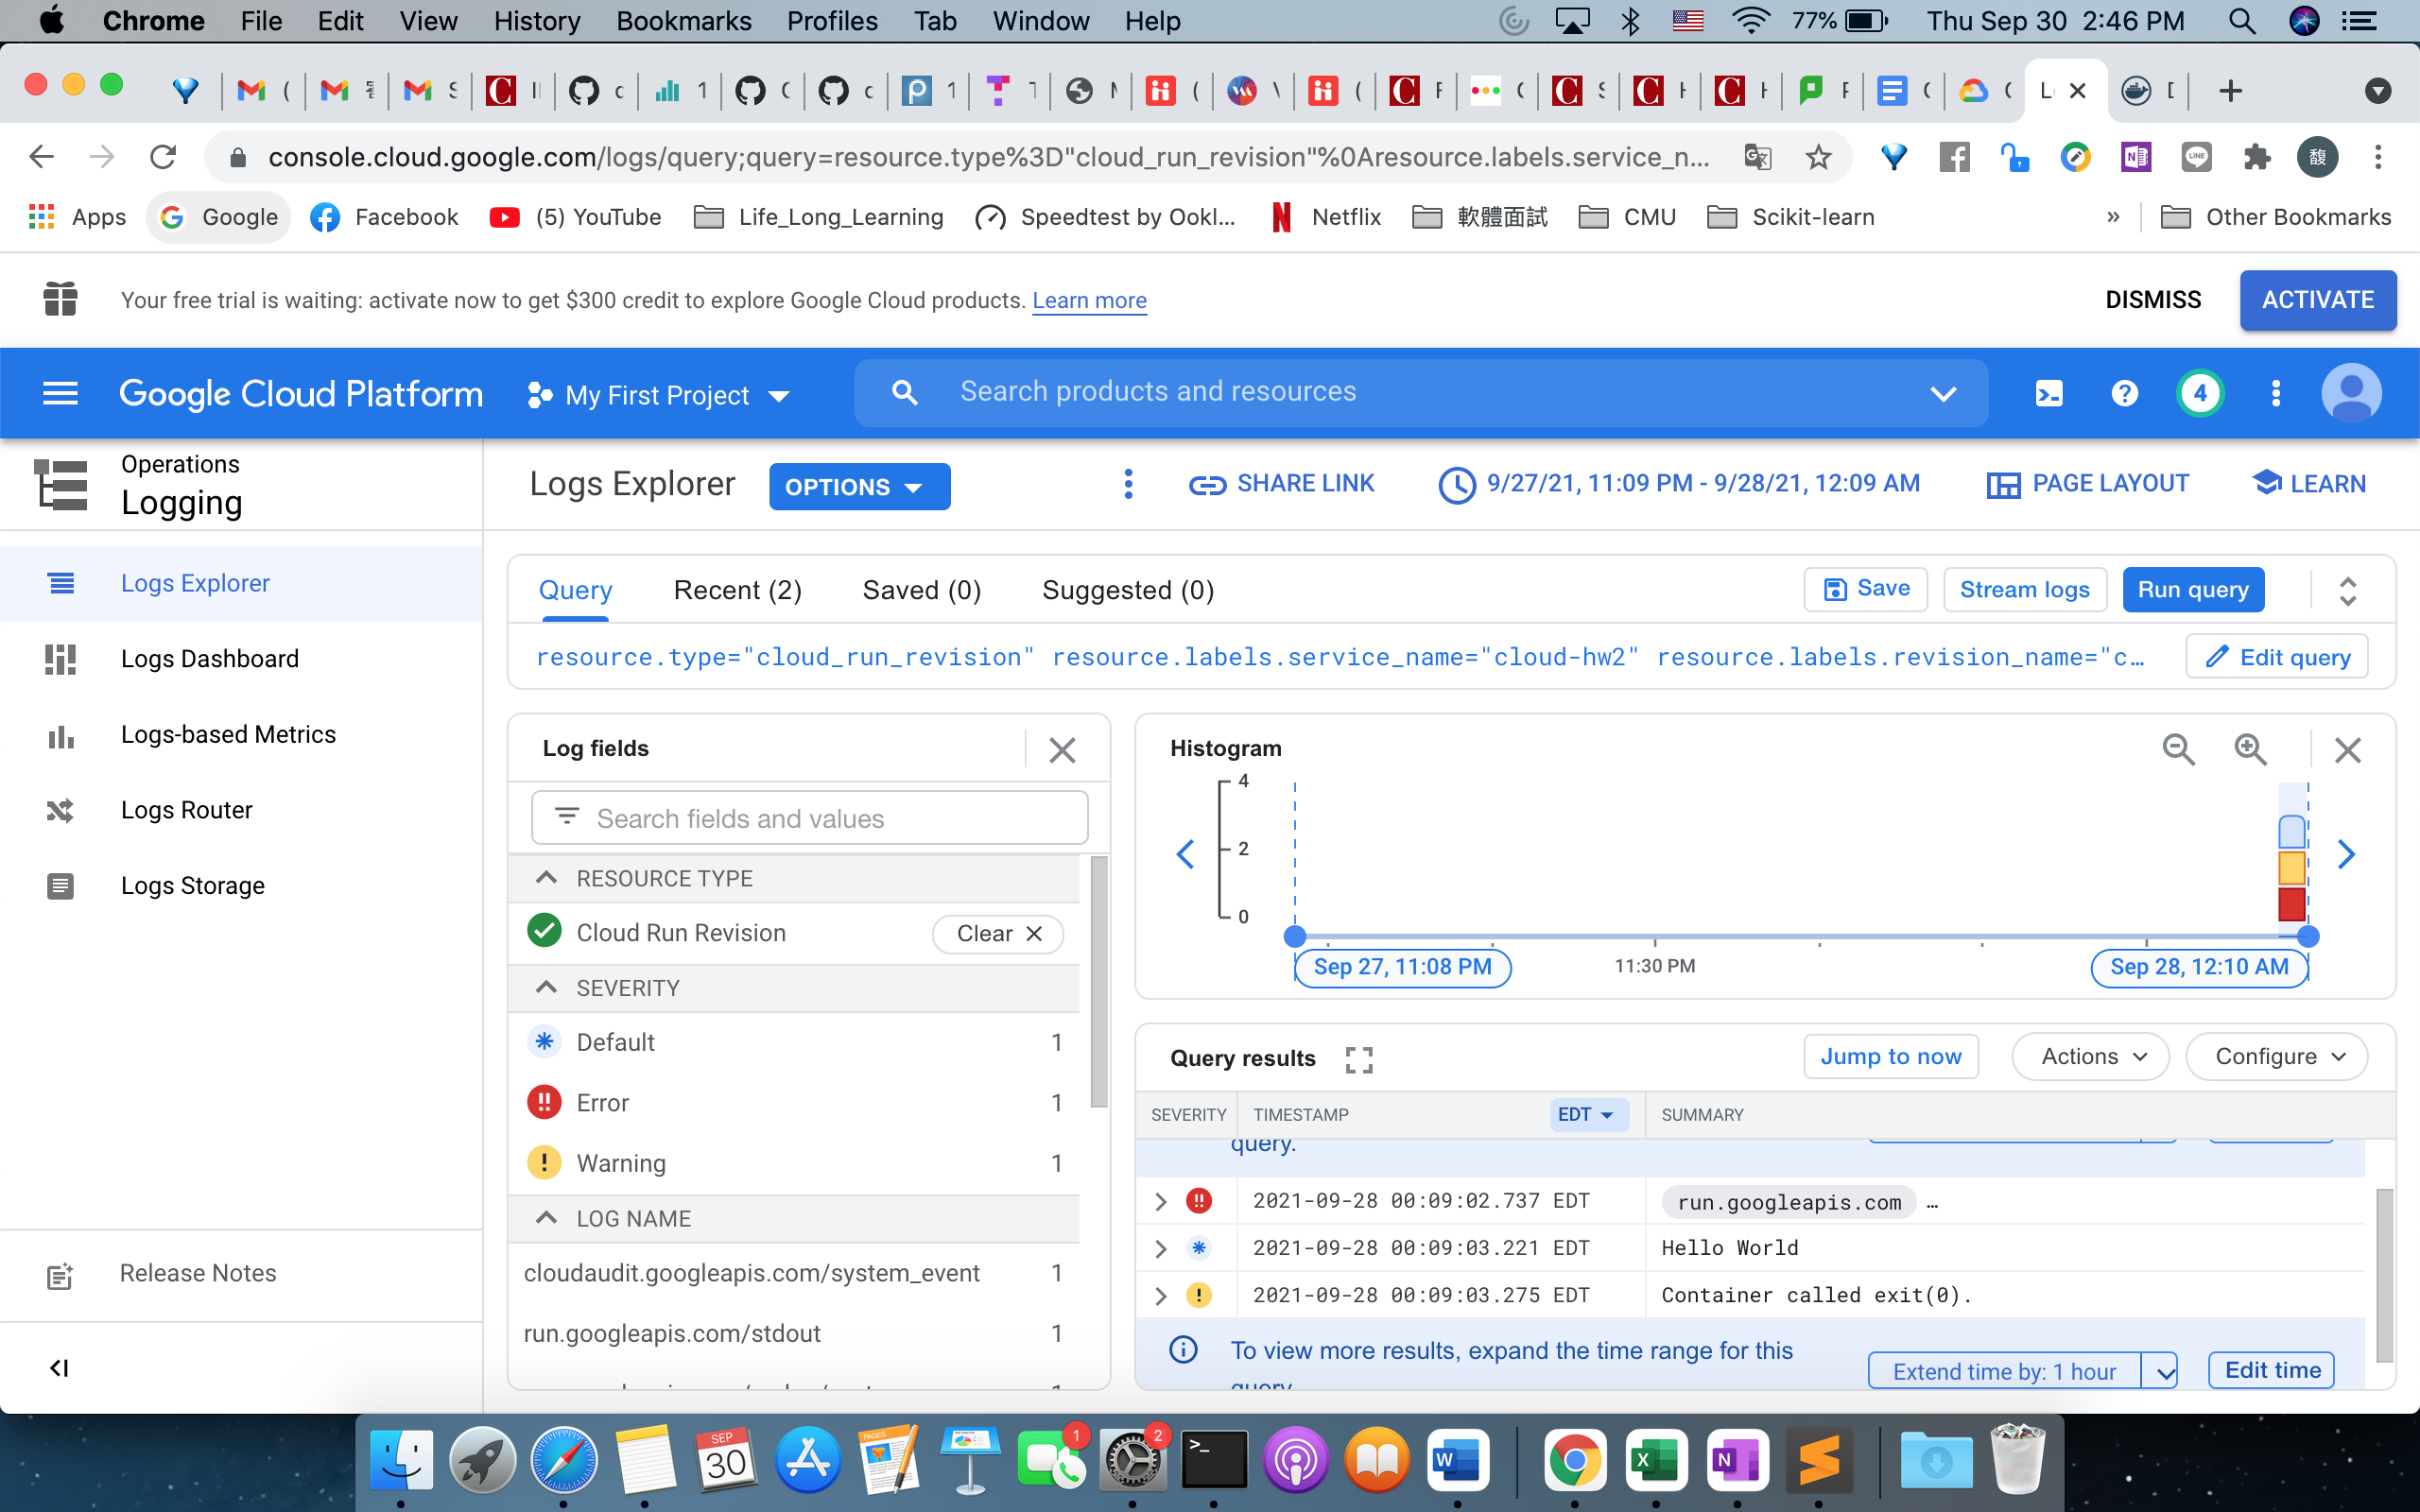 Chrome File Edit View History Bookmarks Profiles Tab Window Help 77% Thu Sep 30 2:46 PM
console.cloud.google.com/logs/query;query=resource.type%3D"cloud_run_revision"%0Aresource.labels.service_n...
Apps Google Facebook (5) YouTube Life_Long_Learning Speedtest by Ookl... Netflix 軟體面試 CMU Scikit-learn » Other Bookmarks
Your free trial is waiting: activate now to get $300 credit to explore Google Cloud products. Learn more DISMISS ACTIVATE
Google Cloud Platform My First Project Search products and resources 4
Operations
Logging
Logs Explorer OPTIONS SHARE LINK 9/27/21, 11:09 PM - 9/28/21, 12:09 AM PAGE LAYOUT LEARN
Logs Explorer
Logs Dashboard
Logs-based Metrics
Logs Router
Logs Storage
Release Notes
Query Recent (2) Saved (0) Suggested (0) Save Stream logs Run query
resource.type="cloud_run_revision" resource.labels.service_name="cloud-hw2" resource.labels.revision_name="c… Edit query
Log fields
Search fields and values
RESOURCE TYPE
Cloud Run Revision Clear
SEVERITY
Default 1
Error 1
Warning 1
LOG NAME
cloudaudit.googleapis.com/system_event 1
run.googleapis.com/stdout 1
Histogram
4
2
0
Sep 27, 11:08 PM 11:30 PM Sep 28, 12:10 AM
Query results Jump to now Actions Configure
SEVERITY TIMESTAMP EDT SUMMARY
query.
2021-09-28 00:09:02.737 EDT run.googleapis.com …
2021-09-28 00:09:03.221 EDT Hello World
2021-09-28 00:09:03.275 EDT Container called exit(0).
To view more results, expand the time range for this
query. Extend time by: 1 hour Edit time
SEP
30
PAGES
1
2